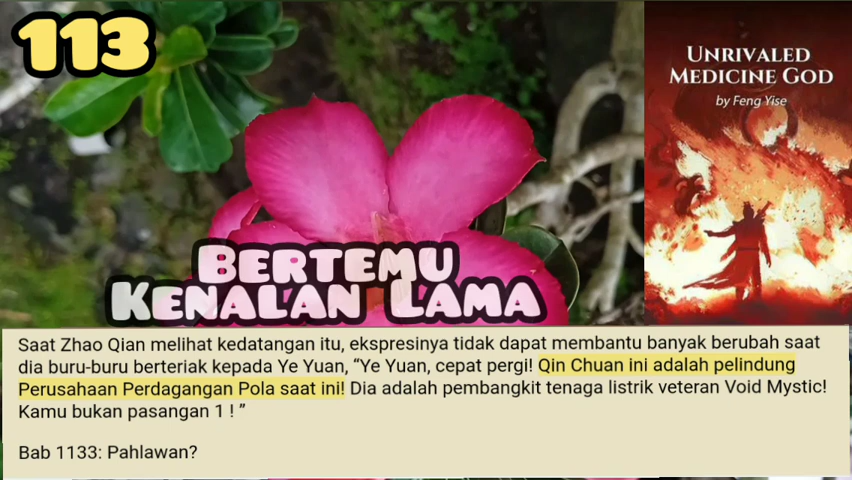 113
UNRIVALED
MEDICINE GOD
by Feng Yise
BERTEMU
KENALAN LAMA
Saat Zhao Qian melihat kedatangan itu, ekspresinya tidak dapat membantu banyak berubah saat
dia buru-buru berteriak kepada Ye Yuan, “Ye Yuan, cepat pergi! Qin Chuan ini adalah pelindung
Perusahaan Perdagangan Pola saat ini! Dia adalah pembangkit tenaga listrik veteran Void Mystic!
Kamu bukan pasangan 1 ! ”
Bab 1133: Pahlawan?